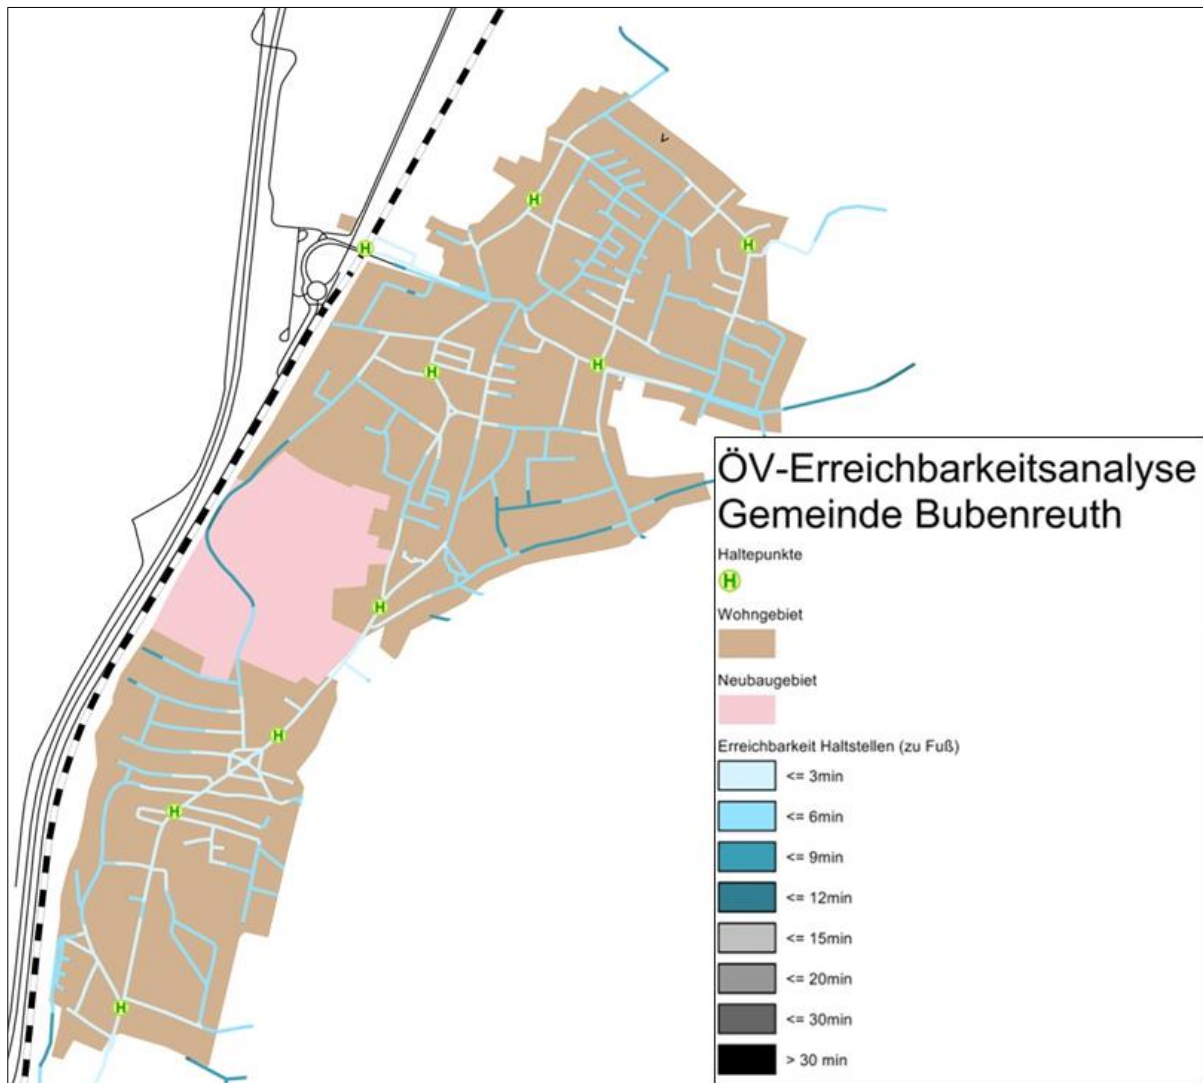 H
H
H
H
H
H
H
H
H
H
ÖV-Erreichbarkeitsanalyse
Gemeinde Bubenreuth
Haltepunkte
H
Wohngebiet
Neubaugebiet
Erreichbarkeit Haltstellen (zu Fuß)
<= 3min
<= 6min
<= 9min
<= 12min
<= 15min
<= 20min
<= 30min
> 30 min